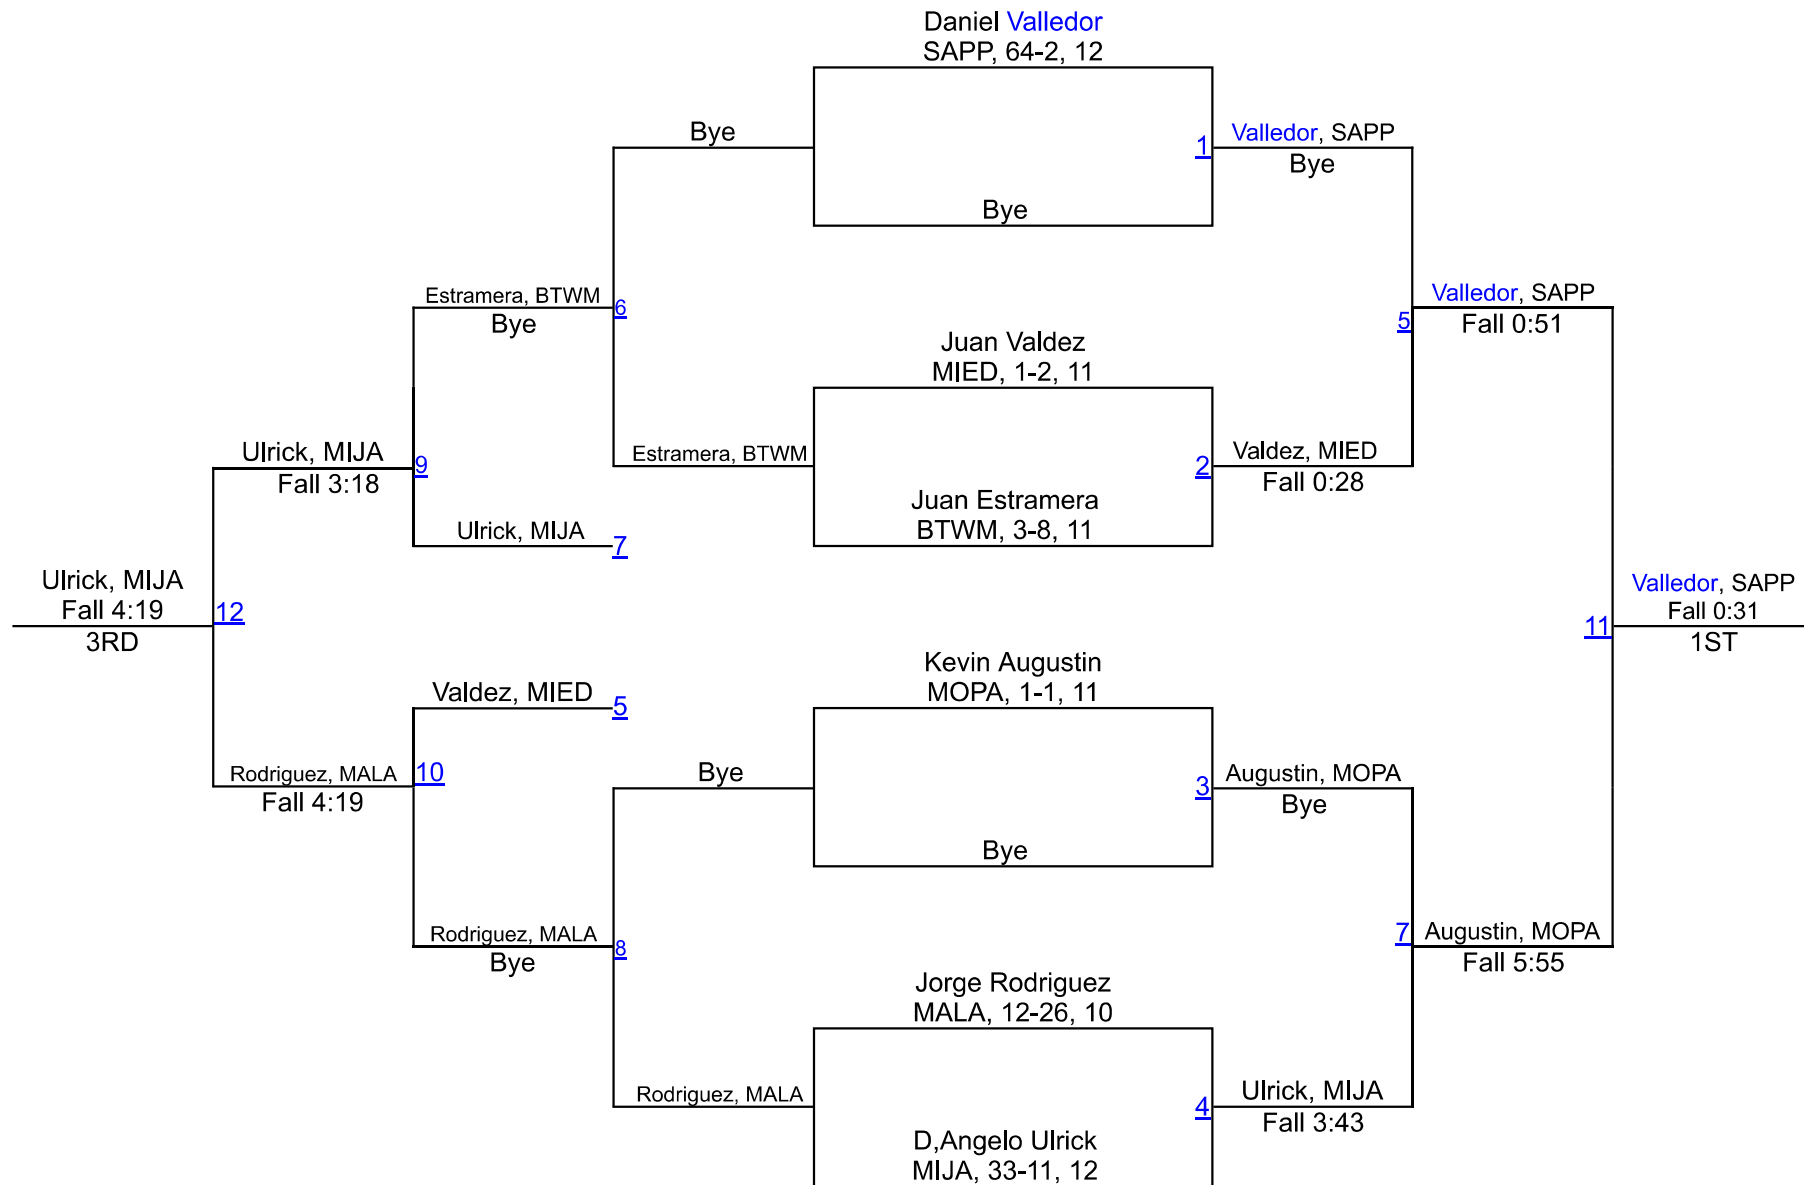 Daniel Valledor
SAPP, 64-2, 12
Bye
1
Valledor, SAPP
Bye
Bye
Estramera, BTWM
Bye
6
Valledor, SAPP
Fall 0:51
5
Juan Valdez
MIED, 1-2, 11
Ulrick, MIJA
Fall 3:18
9
Estramera, BTWM
2
Valdez, MIED
Fall 0:28
Juan Estramera
BTWM, 3-8, 11
Ulrick, MIJA
7
Ulrick, MIJA
Fall 4:19
3RD
12
11
Valledor, SAPP
Fall 0:31
1ST
Kevin Augustin
MOPA, 1-1, 11
Valdez, MIED
5
Rodriguez, MALA
Fall 4:19
10
Bye
3
Augustin, MOPA
Bye
Bye
Rodriguez, MALA
Bye
8
7
Augustin, MOPA
Fall 5:55
Jorge Rodriguez
MALA, 12-26, 10
Rodriguez, MALA
4
Ulrick, MIJA
Fall 3:43
D,Angelo Ulrick
MIJA, 33-11, 12